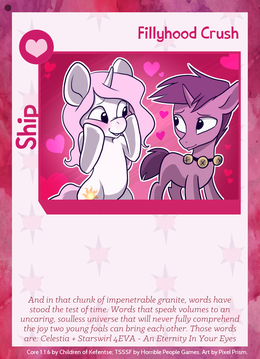 Fillyhood Crush
Ship
And in that chunk of impenetrable granite, words have
stood the test of time. Words that speak volumes to an
uncaring, soulless universe that will never fully comprehend
the joy two young foals can bring each other. Those words
are: Celestia + Starswirl 4EVA - An Eternity In Your Eyes
Core 1.1.6 by Children of Kefentse, TSSSF by Horrible People Games. Art by Pixel Prism.